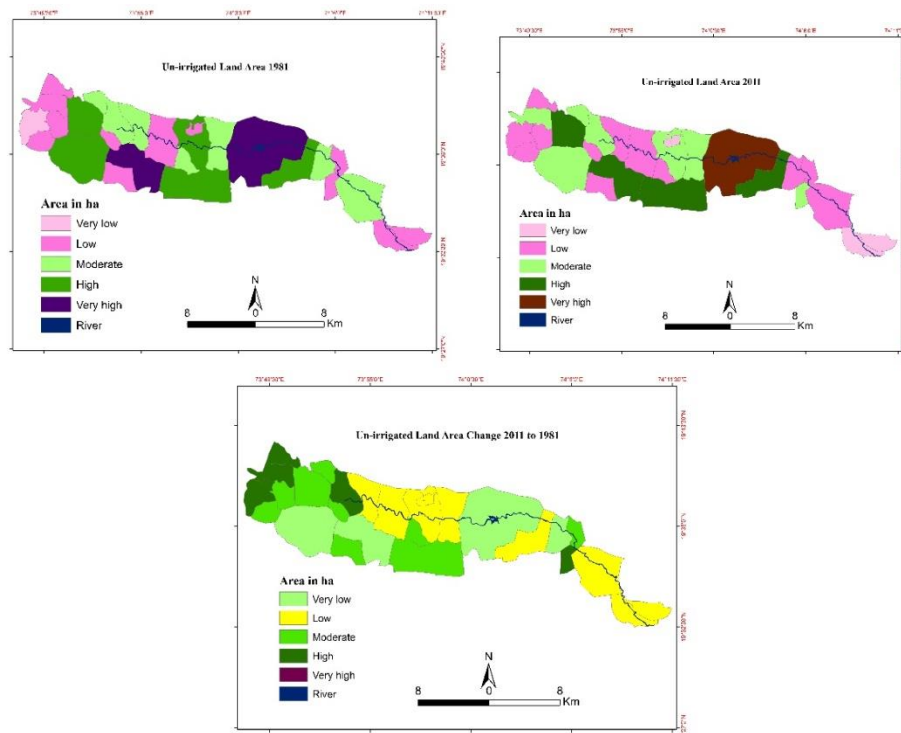 Un-irrigated Land Area 1981
Area in ha
Very low
Low
Moderate
High
Very high
River
N
8 0 8
Km
Un-irrigated Land Area 2011
Area in ha
Very low
Low
Moderate
High
Very high
River
N
8 0 8
Km
Un-irrigated Land Area Change 2011 to 1981
Area in ha
Very low
Low
Moderate
High
Very high
River
N
8 0 8
Km